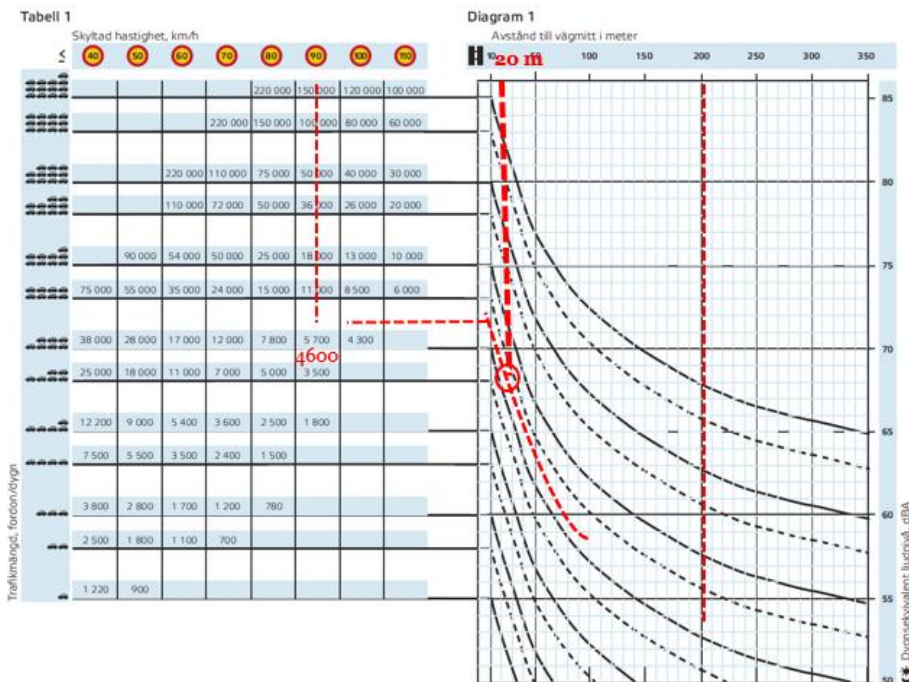 Tabell 1
Diagram 1
Skyltad hastighet, km/h
Avstånd till vägmitt i meter
≤ 40 50 60 70 80 90 100 110
10 20 m 50 100 150 200 250 300 350
220 000 150 000 120 000 100 000
85
220 000 150 000 100 000 80 000 60 000
220 000 110 000 75 000 50 000 40 000 30 000
80
110 000 72 000 50 000 36 000 26 000 20 000
90 000 54 000 50 000 25 000 18 000 13 000 10 000
75
75 000 55 000 35 000 24 000 15 000 11 000 8 500 6 000
38 000 28 000 17 000 12 000 7 800 5 700 4 300
70
4600
25 000 18 000 11 000 7 000 5 000 3 500
12 200 9 000 5 400 3 600 2 500 1 800
65
7 500 5 500 3 500 2 400 1 500
3 800 2 800 1 700 1 200 780
60
2 500 1 800 1 100 700
1 220 900
55
50
Trafikmängd, fordon/dygn
Dygnsekvivalent ljudnivå, dBA